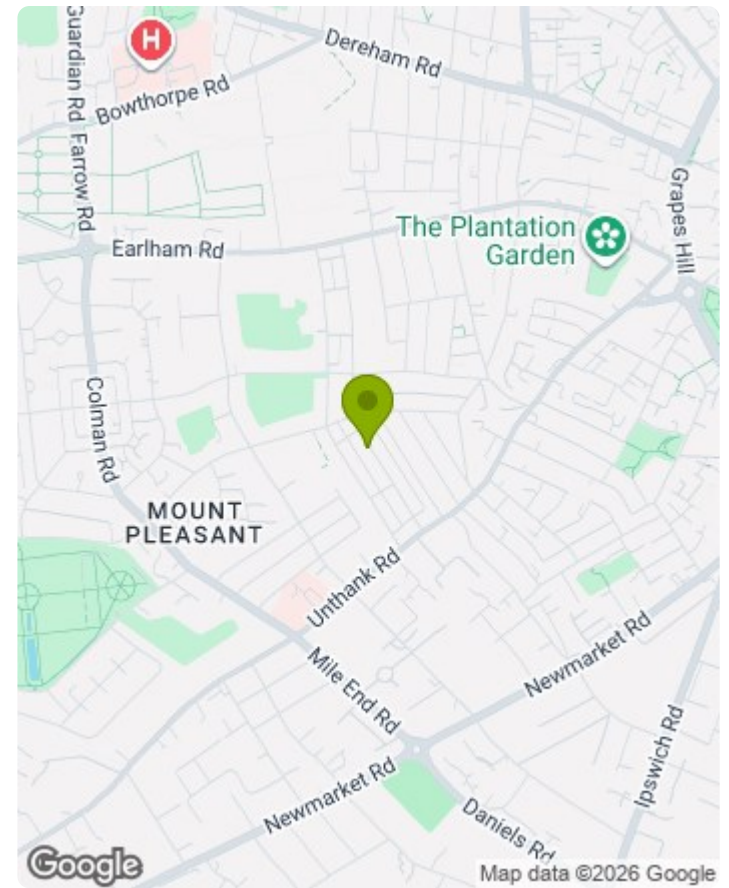 Guardian Rd
H
Dereham Rd
Bowthorpe Rd
Farrow Rd
Grapes Hill
The Plantation
Garden
Earlham Rd
Colman Rd
MOUNT
PLEASANT
Unthank Rd
Newmarket Rd
Mile End Rd
Ipswich Rd
Newmarket Rd
Daniels Rd
Google
Map data ©2026 Google